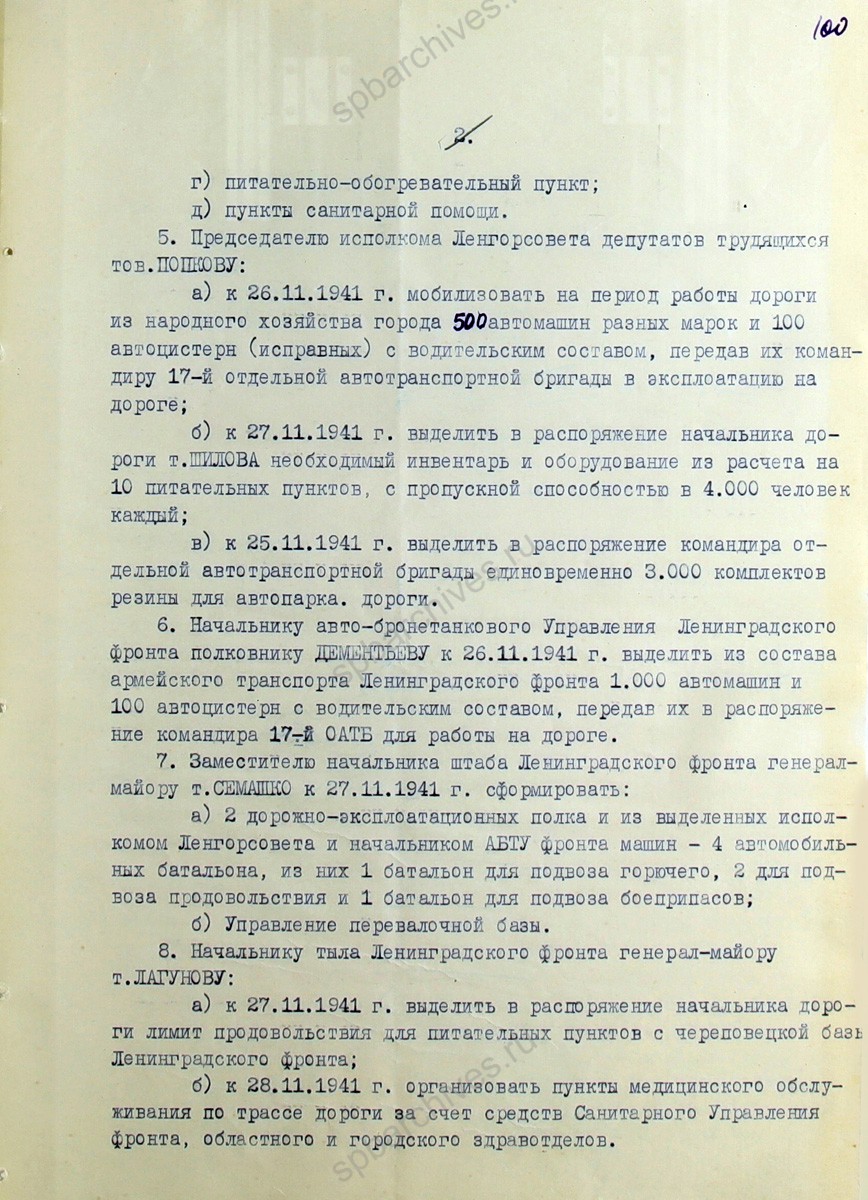 100
spbarchives.ru
2.
г) питательно-обогревательный пункт;
д) пункты санитарной помощи.
5. Председателю исполкома Ленгорсовета депутатов трудящихся
тов.ПОПКОВУ:
а) к 26.11.1941 г. мобилизовать на период работы дороги
из народного хозяйства города 500 автомашин разных марок и 100
автоцистерн (исправных) с водительским составом, передав их коман-
диру 17-й отдельной автотранспортной бригады в эксплоатацию на
дороге;
б) к 27.11.1941 г. выделить в распоряжение начальника до-
роги т.ШИЛОВА необходимый инвентарь и оборудование из расчета на
10 питательных пунктов, с пропускной способностью в 4.000 человек
каждый;
в) к 25.11.1941 г. выделить в распоряжение командира от-
дельной автотранспортной бригады единовременно 3.000 комплектов
резины для автопарка. дороги.
spbarchives.ru
6. Начальнику авто-бронетанкового Управления Ленинградского
фронта полковнику ДЕМЕНТЬЕВУ к 26.11.1941 г. выделить из состава
армейского транспорта Ленинградского фронта 1.000 автомашин и
100 автоцистерн с водительским составом, передав их в распоряже-
ние командира 17-й ОАТБ для работы на дороге.
7. Заместителю начальника штаба Ленинградского фронта генерал-
майору т.СЕМАШКО к 27.11.1941 г. сформировать:
а) 2 дорожно-эксплоатационных полка и из выделенных испол-
комом Ленгорсовета и начальником АБТУ фронта машин - 4 автомобиль-
ных батальона, из них 1 батальон для подвоза горючего, 2 для под-
воза продовольствия и 1 батальон для подвоза боеприпасов;
б) Управление перевалочной базы.
8. Начальнику тыла Ленинградского фронта генерал-майору
т.ЛАГУНОВУ:
а) к 27.11.1941 г. выделить в распоряжение начальника доро-
ги лимит продовольствия для питательных пунктов с череповецкой базы
Ленинградского фронта;
б) к 28.11.1941 г. организовать пункты медицинского обслу-
живания по трассе дороги за счет средств Санитарного Управления
фронта, областного и городского здравотделов.
spbarchives.ru